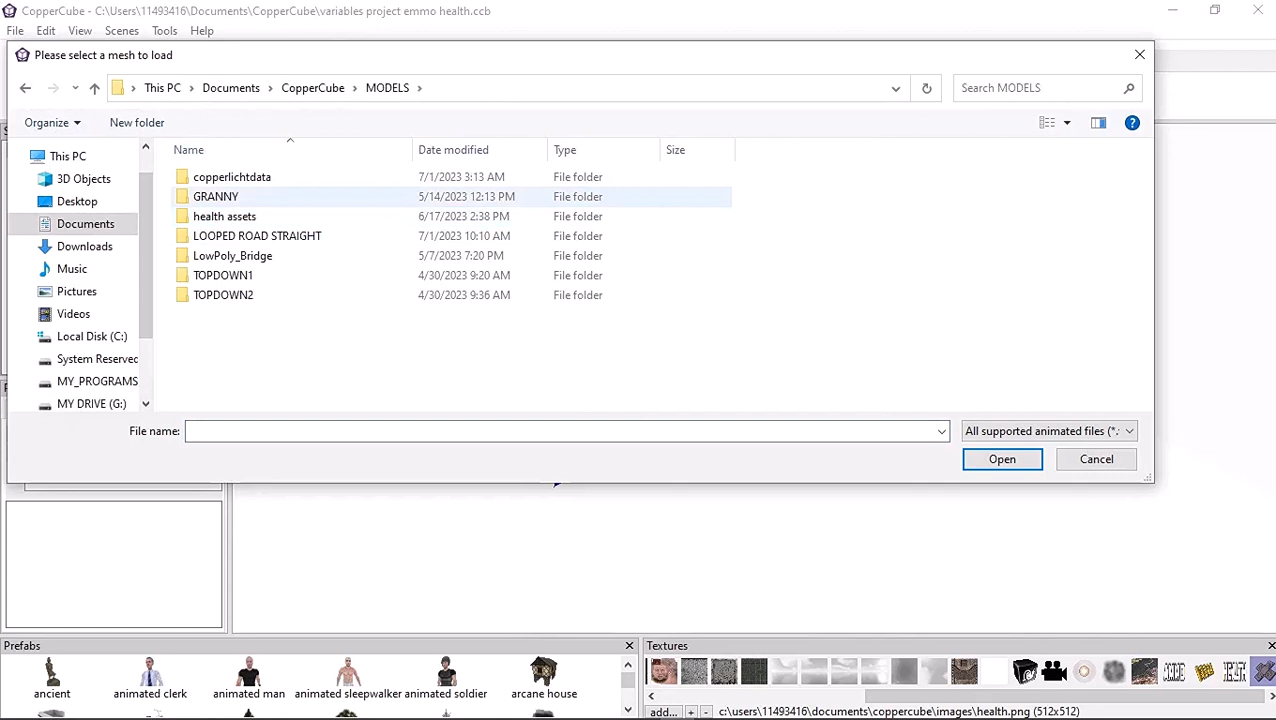 CopperCube - C:\Users\11493416\Documents\CopperCube\variables project emmo health.ccb
File Edit View Scenes Tools Help
Please select a mesh to load
This PC > Documents > CopperCube > MODELS >
Search MODELS
Organize
New folder
Name Date modified Type Size
copperlichtdata 7/1/2023 3:13 AM File folder
GRANNY 5/14/2023 12:13 PM File folder
health assets 6/17/2023 2:38 PM File folder
LOOPED ROAD STRAIGHT 7/1/2023 10:10 AM File folder
LowPoly_Bridge 5/7/2023 7:20 PM File folder
TOPDOWN1 4/30/2023 9:20 AM File folder
TOPDOWN2 4/30/2023 9:36 AM File folder
This PC
3D Objects
Desktop
Documents
Downloads
Music
Pictures
Videos
Local Disk (C:)
System Reserved
MY_PROGRAMS
MY DRIVE (G:)
File name:
All supported animated files (*.
Open Cancel
Prefabs
ancient animated clerk animated man animated sleepwalker animated soldier arcane house
Textures
add... + - c:\users\11493416\documents\coppercube\images\health.png (512x512)